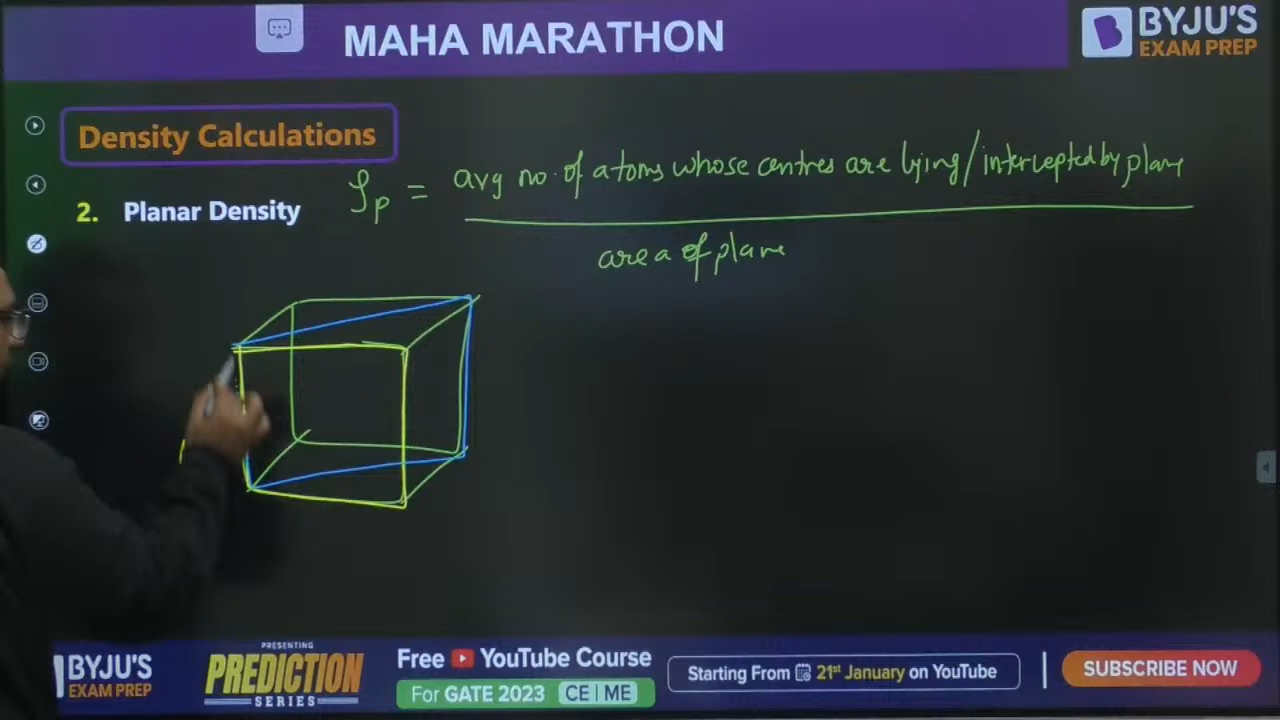 MAHA MARATHON
BYJU'S
EXAM PREP
Density Calculations
2. Planar Density
ρp = avg no. of atoms whose centres are lying/intercepted by plane
area of plane
BYJU'S
EXAM PREP
PRESENTING
PREDICTION
SERIES
Free YouTube Course
For GATE 2023 CE | ME
Starting From 21st January on YouTube
SUBSCRIBE NOW